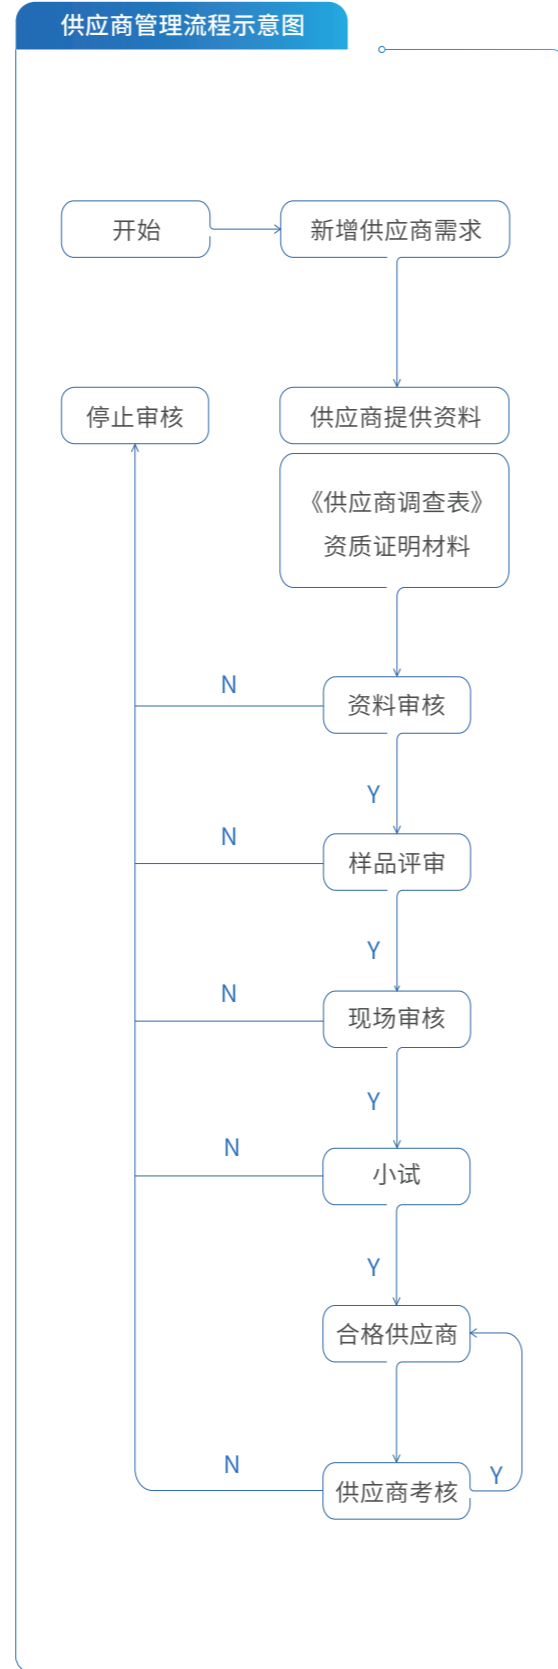 供应商管理流程示意图
开始
新增供应商需求
停止审核
供应商提供资料
《供应商调查表》
资质证明材料
N
资料审核
Y
N
样品评审
Y
N
现场审核
Y
N
小试
Y
合格供应商
N
供应商考核
Y